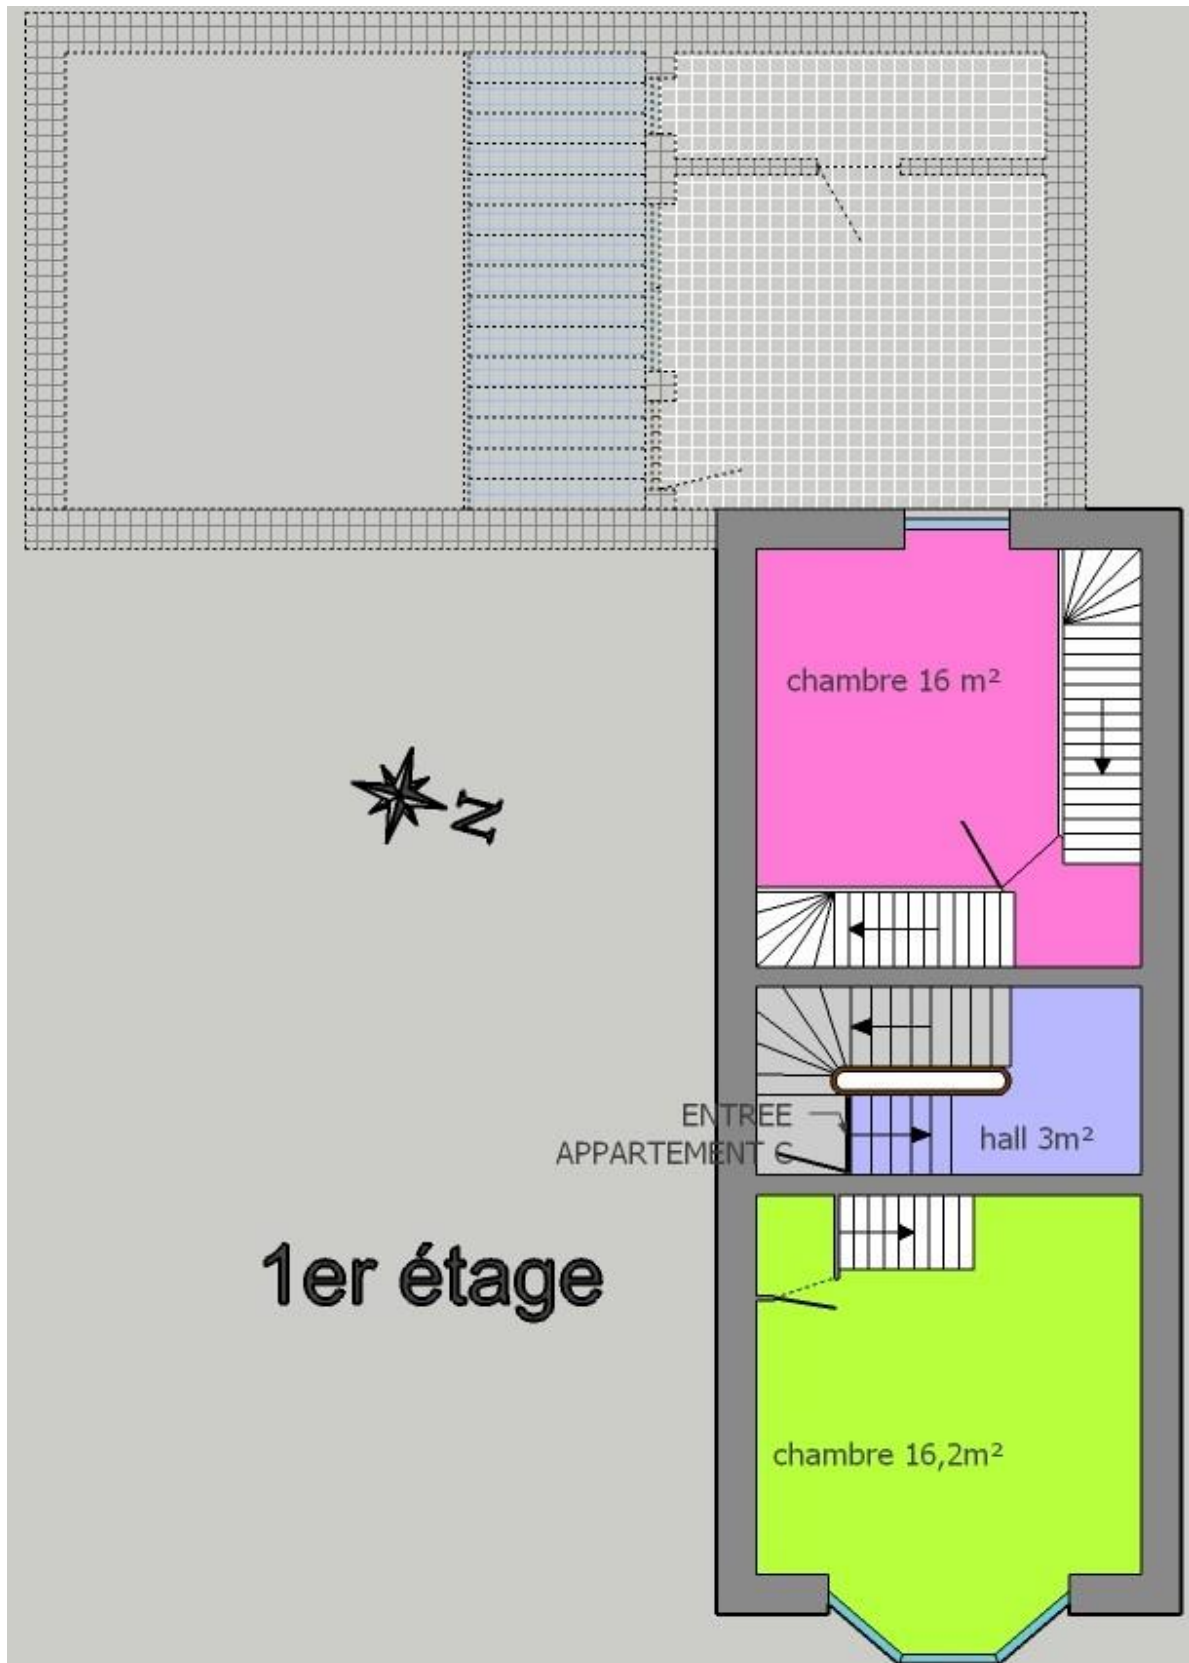 chambre 16 m²
N
ENTREE
APPARTEMENT C
hall 3m²
1er étage
chambre 16,2m²